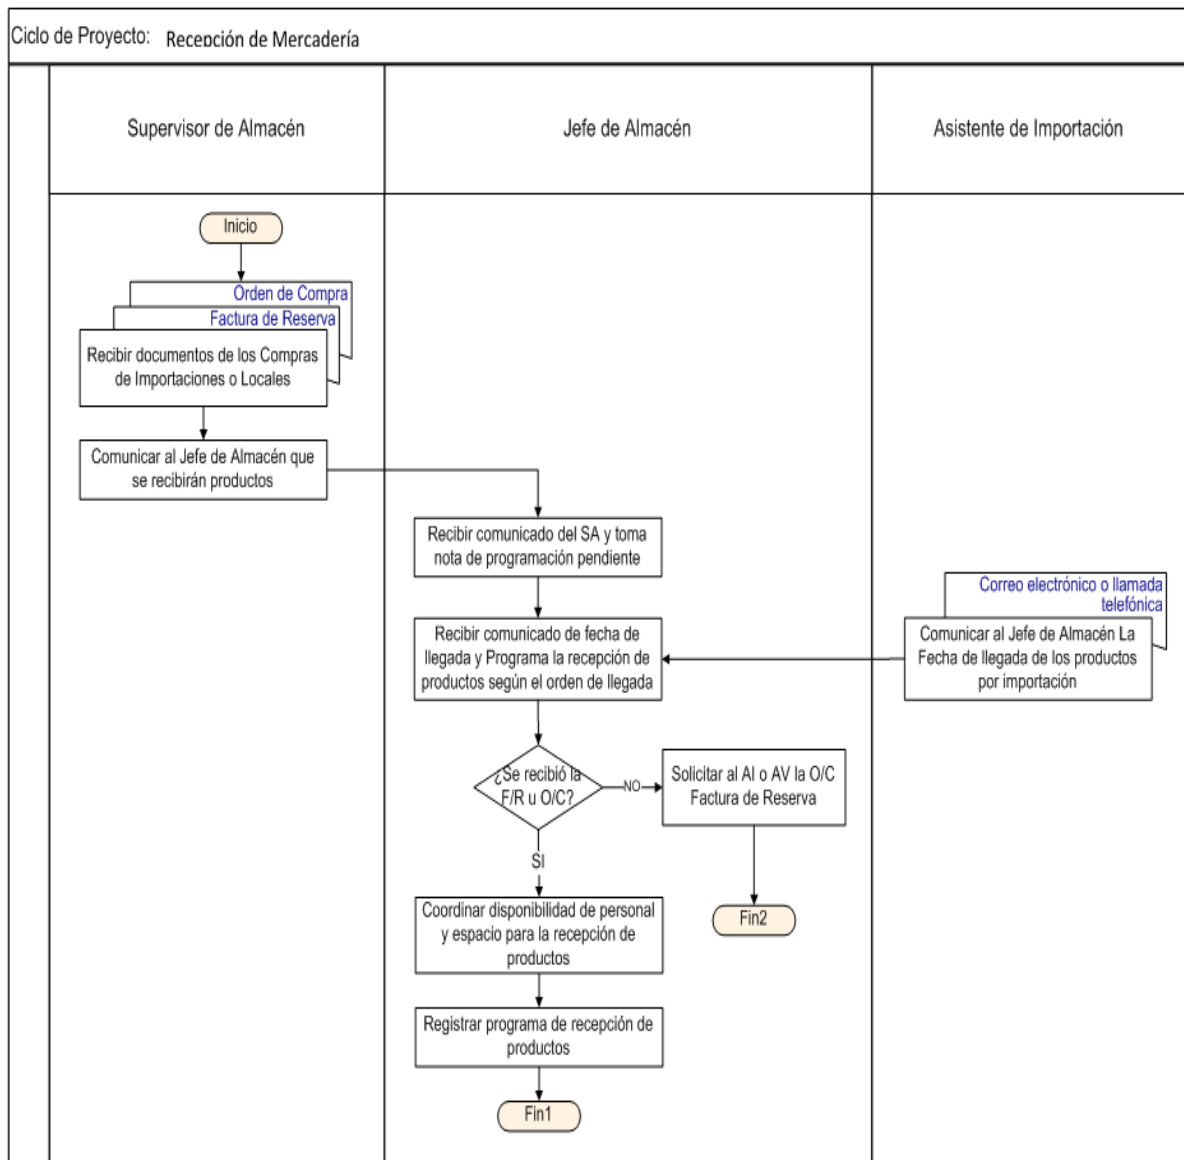 Ciclo de Proyecto: Recepción de Mercadería
Supervisor de Almacén
Jefe de Almacén
Asistente de Importación
Inicio
Orden de Compra
Factura de Reserva
Recibir documentos de los Compras
de Importaciones o Locales
Comunicar al Jefe de Almacén que
se recibirán productos
Recibir comunicado del SA y toma
nota de programación pendiente
Correo electrónico o llamada
telefónica
Recibir comunicado de fecha de
llegada y Programa la recepción de
productos según el orden de llegada
Comunicar al Jefe de Almacén La
Fecha de llegada de los productos
por importación
¿Se recibió la
F/R u O/C?
NO
Solicitar al AI o AV la O/C
Factura de Reserva
SI
Coordinar disponibilidad de personal
y espacio para la recepción de
productos
Fin2
Registrar programa de recepción de
productos
Fin1